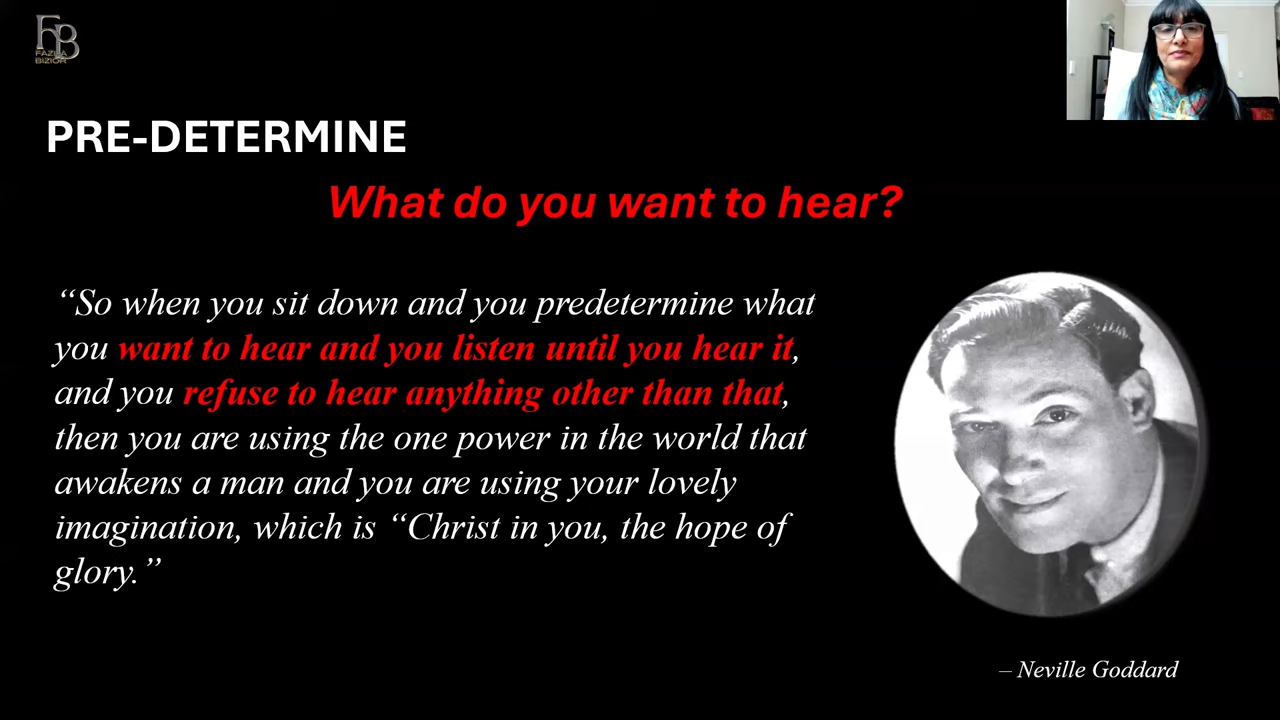 FB
FAZILA
BIZIOR
PRE-DETERMINE
What do you want to hear?
“So when you sit down and you predetermine what
you want to hear and you listen until you hear it,
and you refuse to hear anything other than that,
then you are using the one power in the world that
awakens a man and you are using your lovely
imagination, which is “Christ in you, the hope of
glory.”
– Neville Goddard